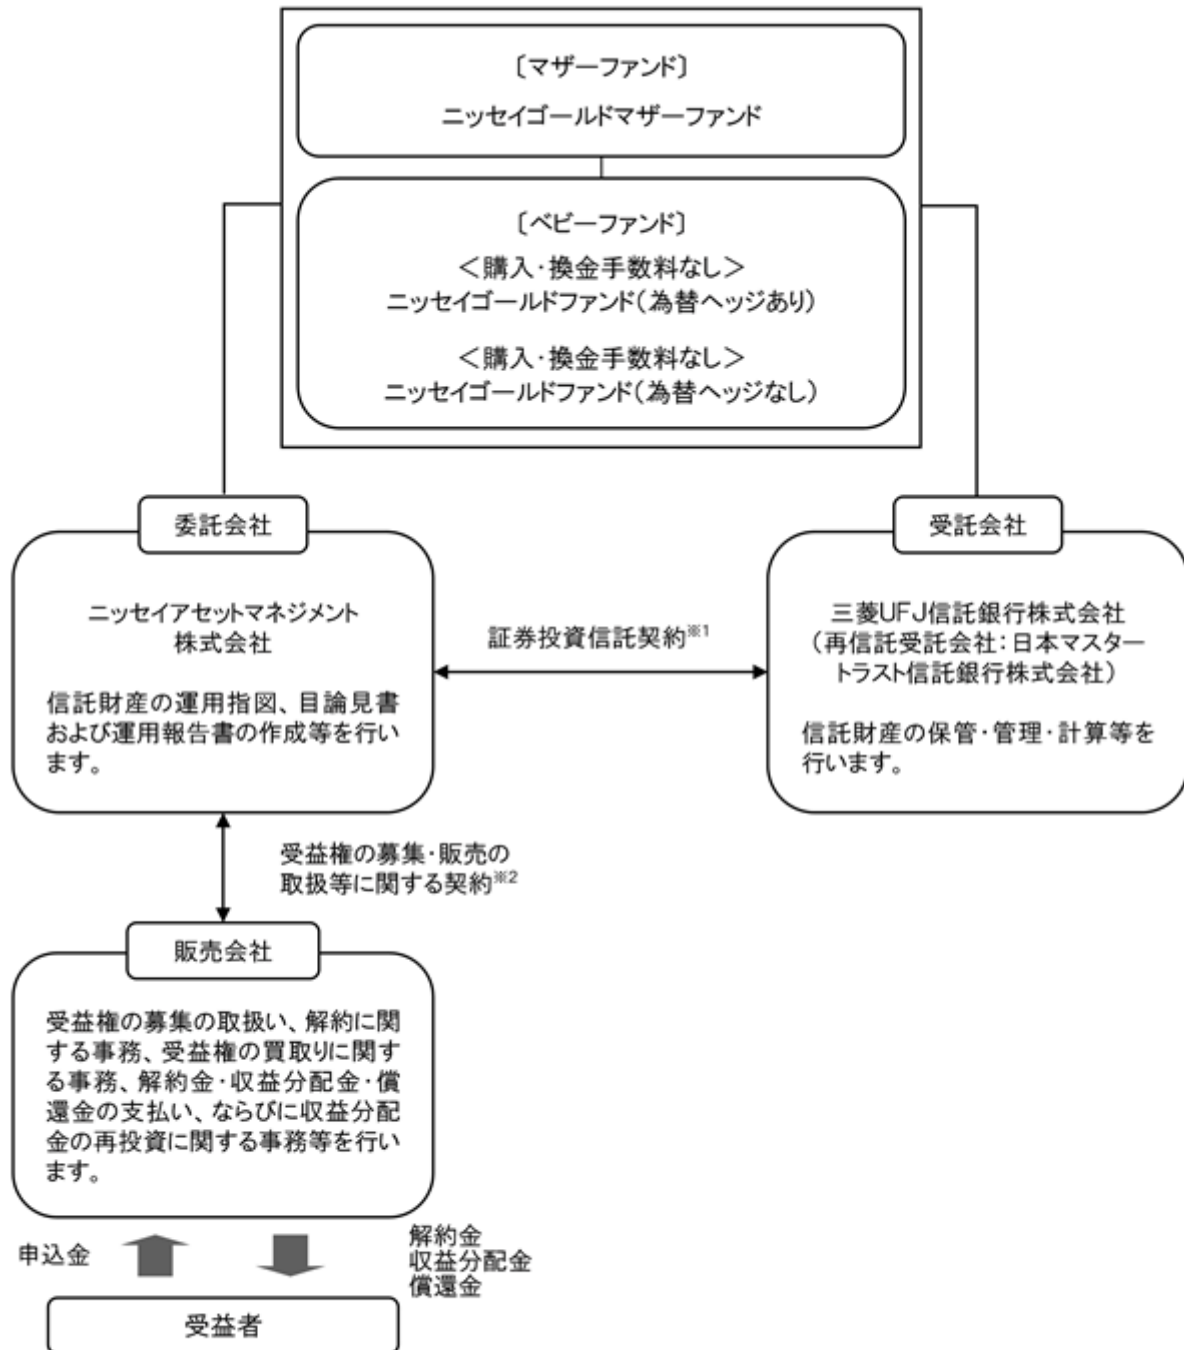 〔マザーファンド〕
ニッセイゴールドマザーファンド
〔ベビーファンド〕
＜購入・換金手数料なし＞
ニッセイゴールドファンド（為替ヘッジあり）
＜購入・換金手数料なし＞
ニッセイゴールドファンド（為替ヘッジなし）
委託会社
ニッセイアセットマネジメント
株式会社
信託財産の運用指図、目論見書
および運用報告書の作成等を行い
ます。
証券投資信託契約※1
受託会社
三菱UFJ信託銀行株式会社
（再信託受託会社：日本マスター
トラスト信託銀行株式会社）
信託財産の保管・管理・計算等を
行います。
受益権の募集・販売の
取扱等に関する契約※2
販売会社
受益権の募集の取扱い、解約に関
する事務、受益権の買取りに関す
る事務、解約金・収益分配金・償
還金の支払い、ならびに収益分配
金の再投資に関する事務等を行い
ます。
申込金
解約金
収益分配金
償還金
受益者